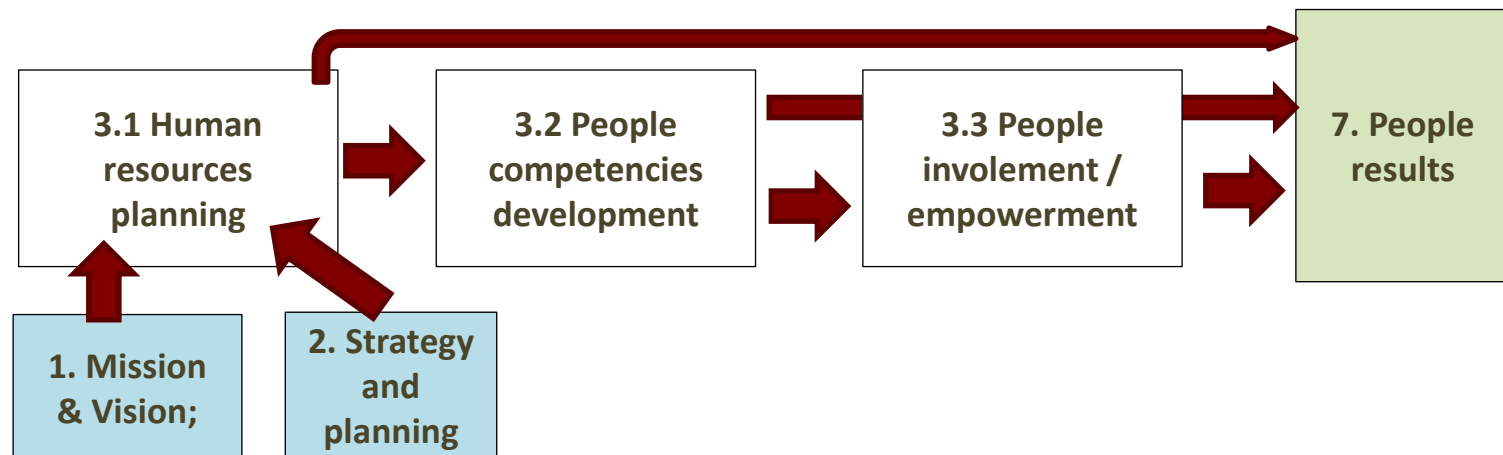 3.1 Human
resources
planning
3.2 People
competencies
development
3.3 People
involement /
empowerment
7. People
results
1. Mission
& Vision;
2. Strategy
and
planning